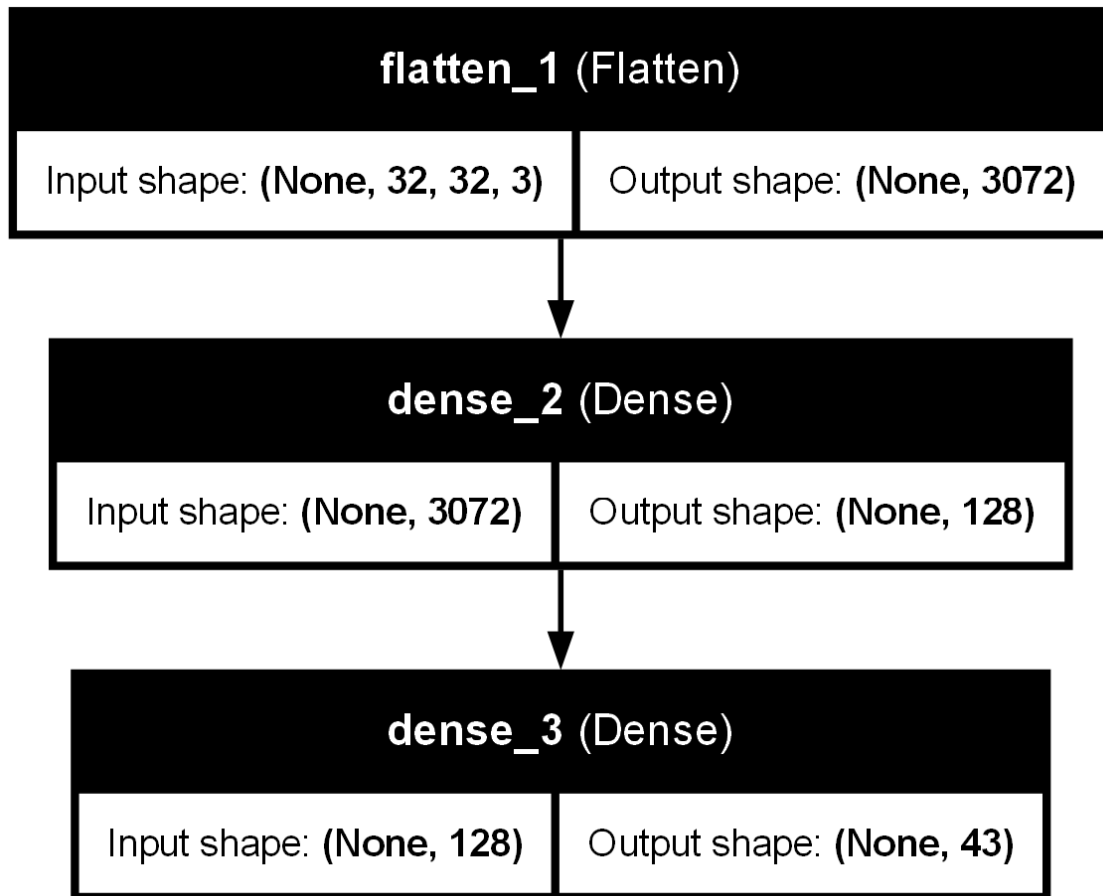 flatten_1 (Flatten)
Input shape: (None, 32, 32, 3) Output shape: (None, 3072)
dense_2 (Dense)
Input shape: (None, 3072) Output shape: (None, 128)
dense_3 (Dense)
Input shape: (None, 128) Output shape: (None, 43)